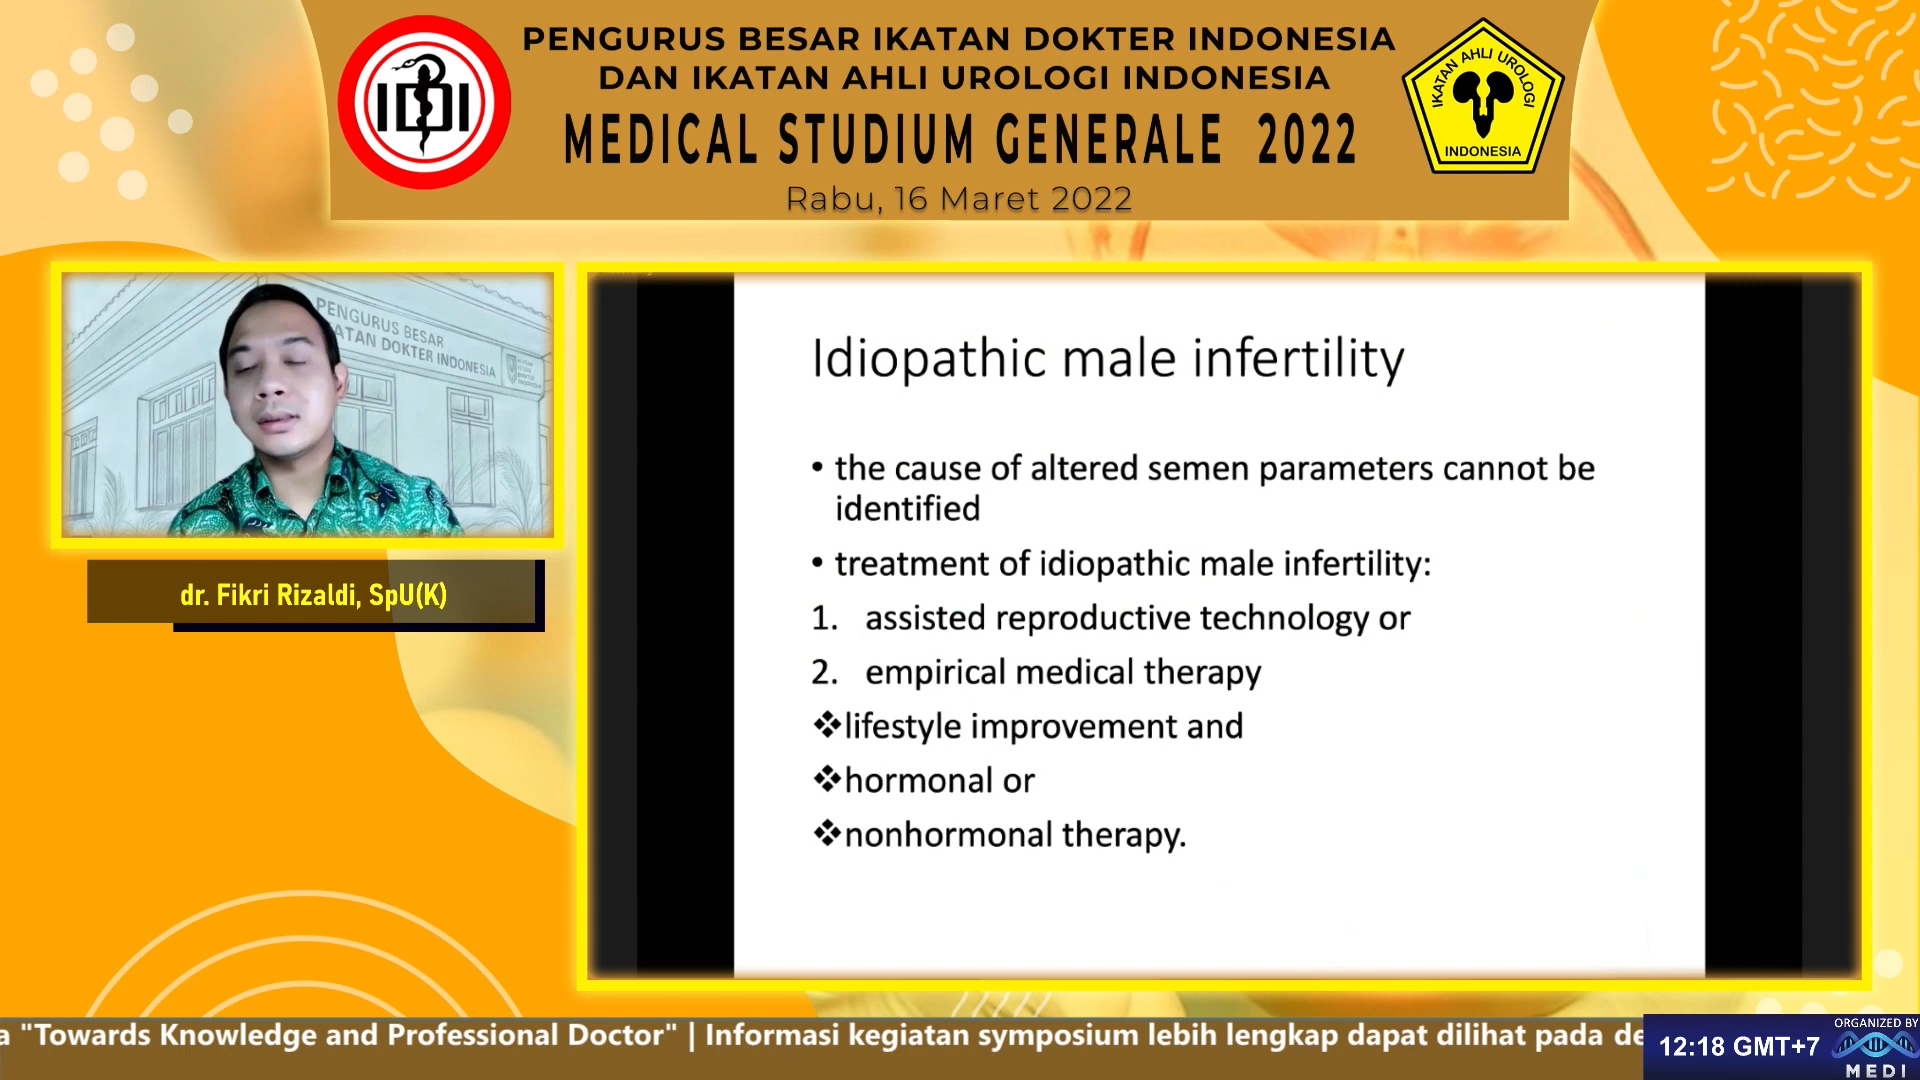 PENGURUS BESAR IKATAN DOKTER INDONESIA
DAN IKATAN AHLI UROLOGI INDONESIA
MEDICAL STUDIUM GENERALE 2022
Rabu, 16 Maret 2022
IDI
IKATAN AHLI UROLOGI
INDONESIA
PENGURUS BESAR
IKATAN DOKTER INDONESIA
dr. Fikri Rizaldi, SpU(K)
Idiopathic male infertility
• the cause of altered semen parameters cannot be
identified
• treatment of idiopathic male infertility:
1. assisted reproductive technology or
2. empirical medical therapy
❖lifestyle improvement and
❖hormonal or
❖nonhormonal therapy.
a "Towards Knowledge and Professional Doctor" | Informasi kegiatan symposium lebih lengkap dapat dilihat pada de
12:18 GMT+7
ORGANIZED BY
MEDI